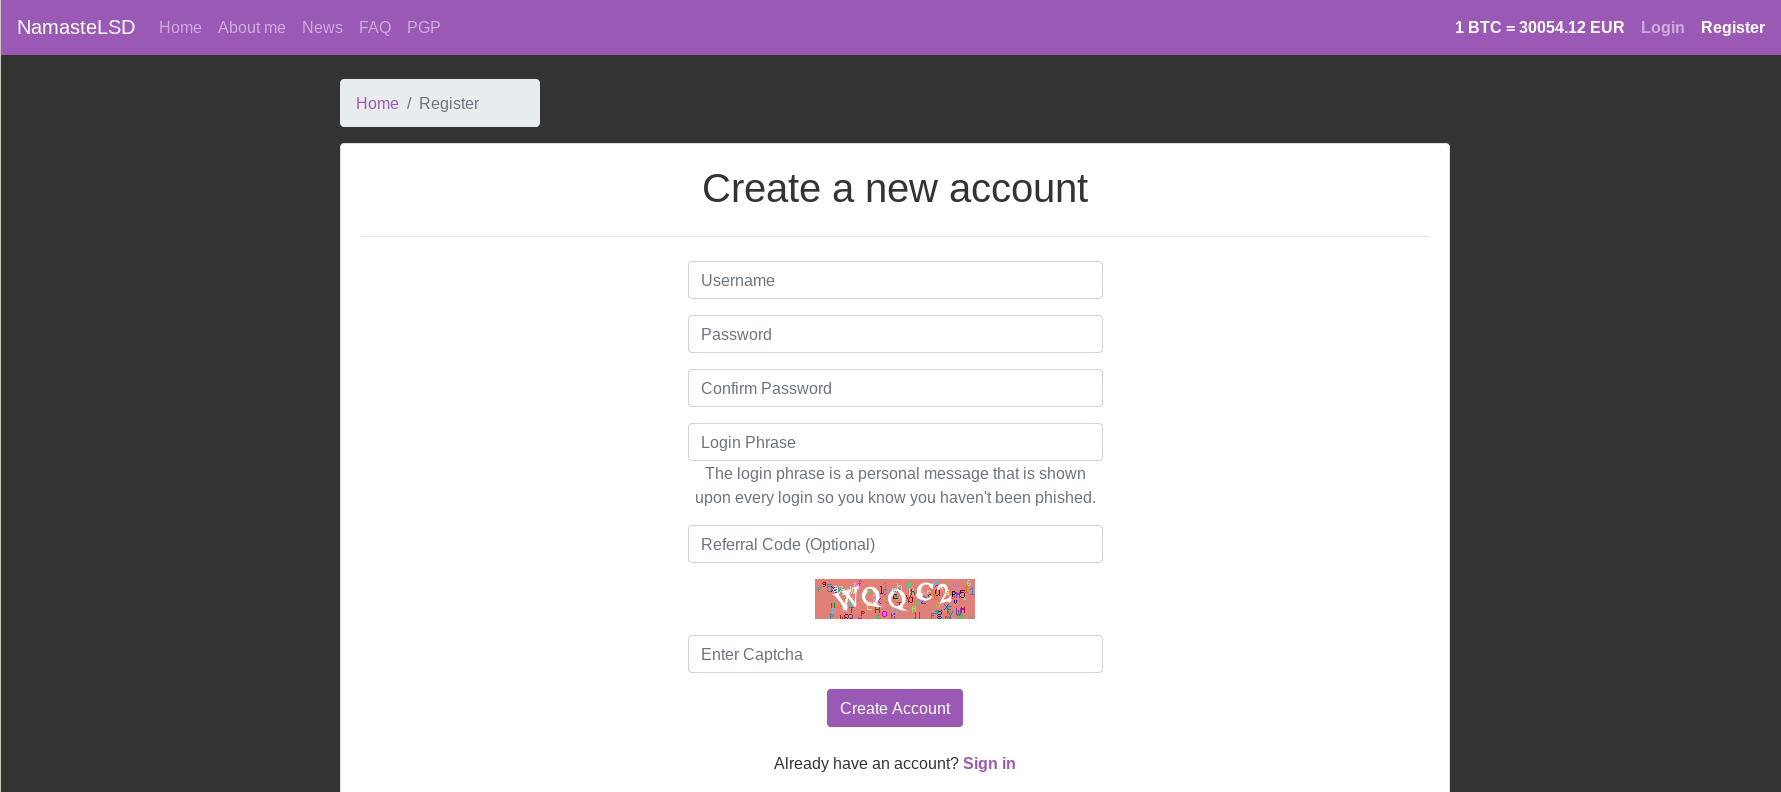 NamasteLSD Home About me News FAQ PGP 1 BTC = 30054.12 EUR Login Register
Home / Register
Create a new account
Username
Password
Confirm Password
Login Phrase
The login phrase is a personal message that is shown
upon every login so you know you haven't been phished.
Referral Code (Optional)
WQQC2
Enter Captcha
Create Account
Already have an account? Sign in